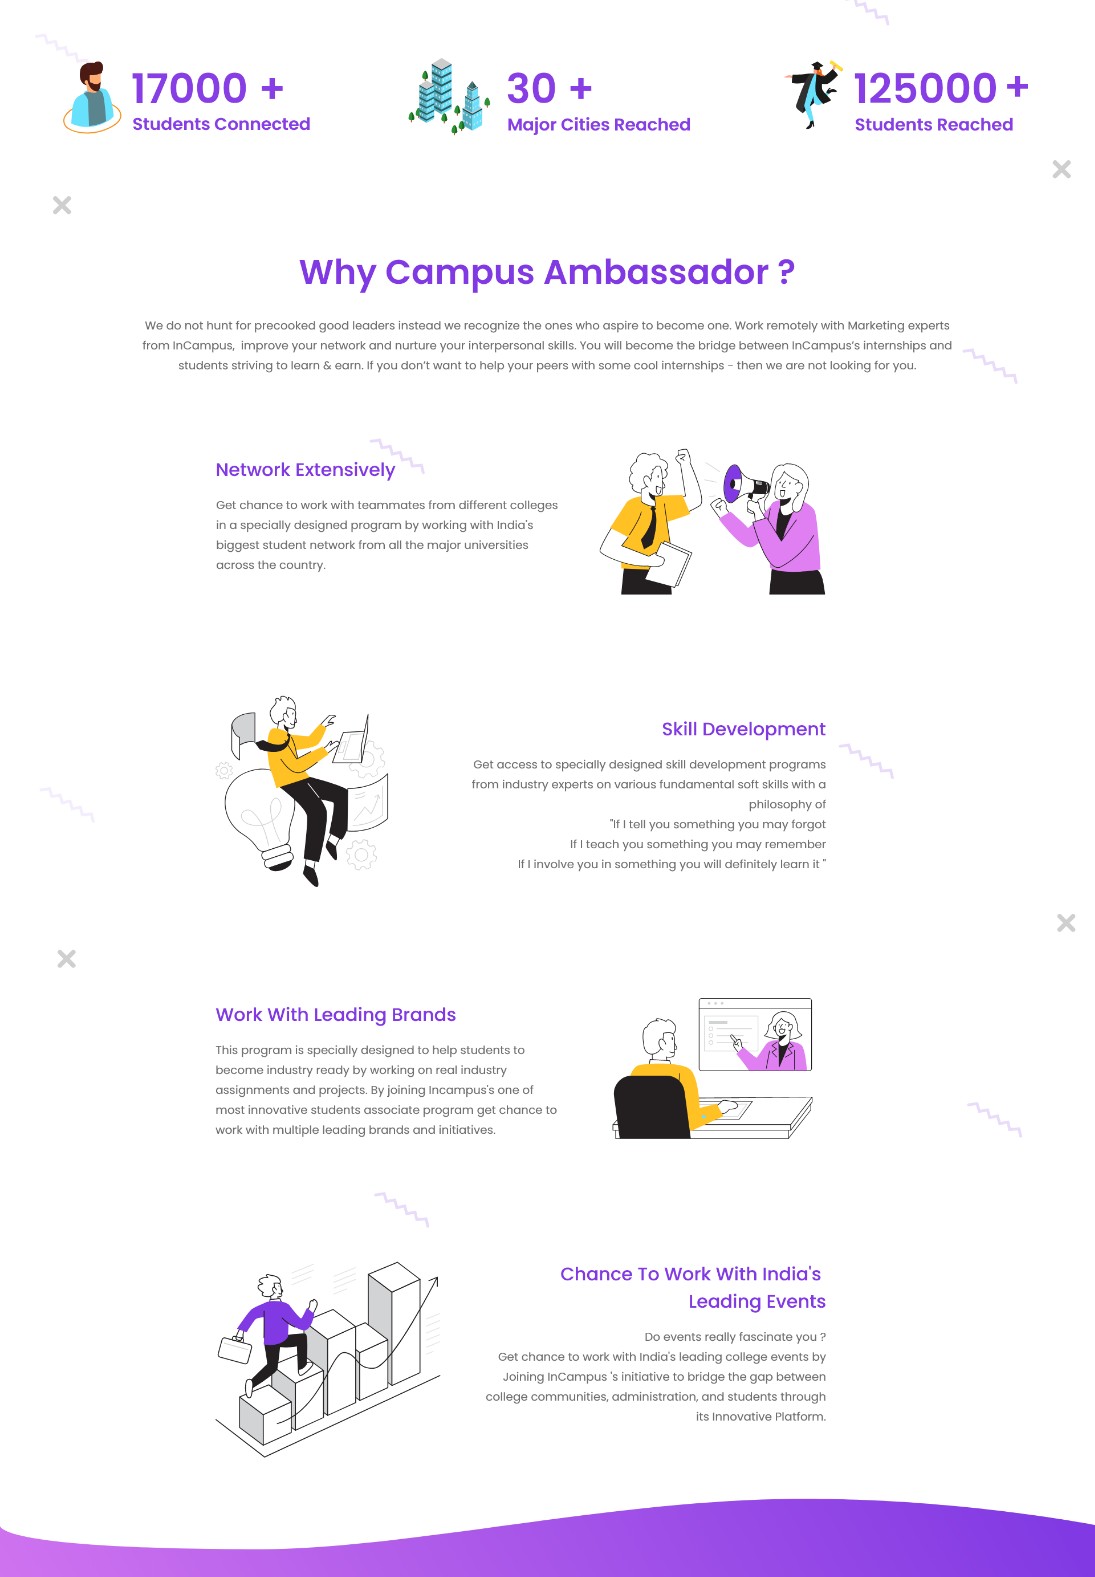 17000 +
Students Connected
30 +
Major Cities Reached
125000 +
Students Reached
Why Campus Ambassador ?
We do not hunt for precooked good leaders instead we recognize the ones who aspire to become one. Work remotely with Marketing experts
from InCampus, improve your network and nurture your interpersonal skills. You will become the bridge between InCampus's internships and
students striving to learn & earn. If you don't want to help your peers with some cool internships - then we are not looking for you.
Network Extensively
Get chance to work with teammates from different colleges
in a specially designed program by working with India's
biggest student network from all the major universities
across the country.
Skill Development
Get access to specially designed skill development programs
from industry experts on various fundamental soft skills with a
philosophy of
"If I tell you something you may forgot
If I teach you something you may remember
If I involve you in something you will definitely learn it "
Work With Leading Brands
This program is specially designed to help students to
become industry ready by working on real industry
assignments and projects. By joining Incampus's one of
most innovative students associate program get chance to
work with multiple leading brands and initiatives.
Chance To Work With India's
Leading Events
Do events really fascinate you ?
Get chance to work with India's leading college events by
Joining InCampus 's initiative to bridge the gap between
college communities, administration, and students through
its Innovative Platform.